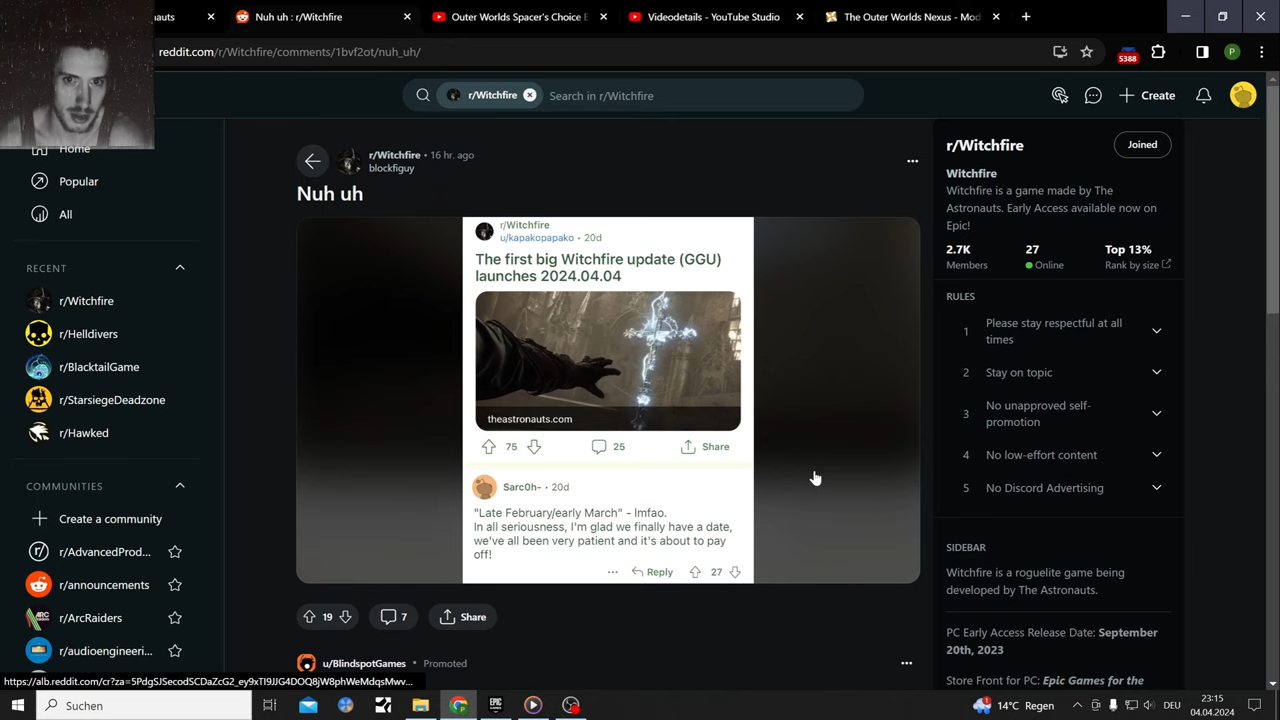 onauts
Nuh uh : r/Witchfire
Outer Worlds Spacer's Choice E
Videodetails - YouTube Studio
The Outer Worlds Nexus - Mod
reddit.com/r/Witchfire/comments/1bvf2ot/nuh_uh/
5388
P
r/Witchfire
Search in r/Witchfire
Create
Home
Popular
All
RECENT
r/Witchfire
r/Helldivers
r/BlacktailGame
r/StarsiegeDeadzone
r/Hawked
COMMUNITIES
Create a community
r/AdvancedProd...
r/announcements
r/ArcRaiders
r/audioengineeri...
r/Witchfire • 16 hr. ago
blockfiguy
Nuh uh
r/Witchfire
u/kapakopapako • 20d
The first big Witchfire update (GGU)
launches 2024.04.04
theastronauts.com
75
25
Share
Sarc0h- • 20d
"Late February/early March" - lmfao.
In all seriousness, I'm glad we finally have a date,
we've all been very patient and it's about to pay
off!
... Reply 27
19
7
Share
u/BlindspotGames • Promoted
r/Witchfire
Joined
Witchfire
Witchfire is a game made by The
Astronauts. Early Access available now on
Epic!
2.7K 27 Top 13%
Members Online Rank by size
RULES
1 Please stay respectful at all
times
2 Stay on topic
3 No unapproved self-
promotion
4 No low-effort content
5 No Discord Advertising
SIDEBAR
Witchfire is a roguelite game being
developed by The Astronauts.
PC Early Access Release Date: September
20th, 2023
Store Front for PC: Epic Games for the
Suchen
EPIC
14°C Regen
DEU
23:15
04.04.2024